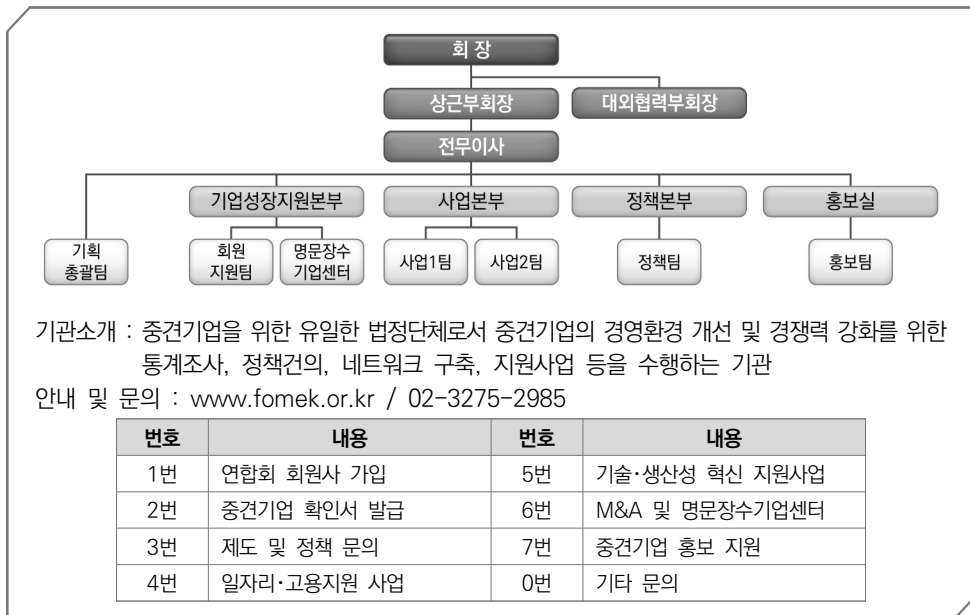 회 장
상근부회장 대외협력부회장
전무이사
기업성장지원본부 사업본부 정책본부 홍보실
기획
총괄팀
회원
지원팀
명문장수
기업센터
사업1팀 사업2팀 정책팀 홍보팀
기관소개 : 중견기업을 위한 유일한 법정단체로서 중견기업의 경영환경 개선 및 경쟁력 강화를 위한
통계조사, 정책건의, 네트워크 구축, 지원사업 등을 수행하는 기관
안내 및 문의 : www.fomek.or.kr / 02-3275-2985
번호 내용 번호 내용
1번 연합회 회원사 가입 5번 기술·생산성 혁신 지원사업
2번 중견기업 확인서 발급 6번 M&A 및 명문장수기업센터
3번 제도 및 정책 문의 7번 중견기업 홍보 지원
4번 일자리·고용지원 사업 0번 기타 문의